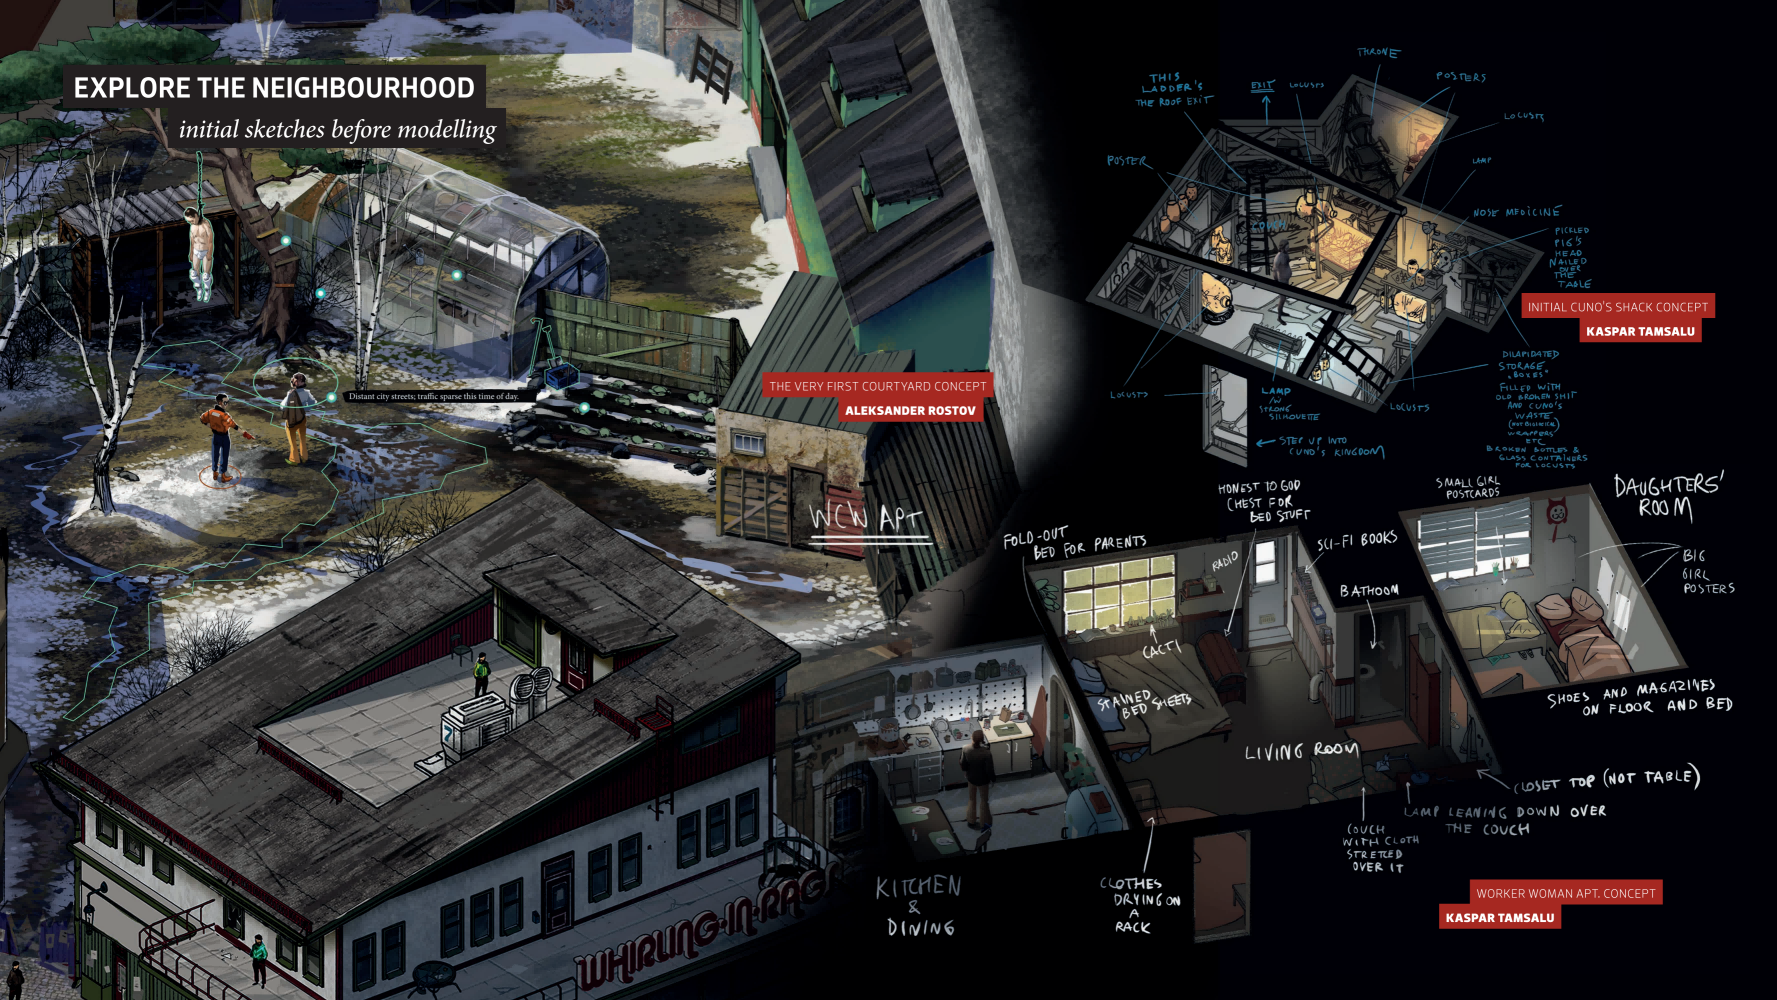 EXPLORE THE NEIGHBOURHOOD
initial sketches before modelling
Distant city streets; traffic sparse this time of day.
THE VERY FIRST COURTYARD CONCEPT
ALEKSANDER ROSTOV
WHIRLING-IN-RAGS
THRONE
THIS
LADDER'S
THE ROOF EXIT
EXIT
LOCUSTS
POSTERS
LOCUSTS
POSTER
LAMP
NOSE MEDICINE
DOWN
PICKLED
PIG'S
HEAD
NAILED
OVER
THE
TABLE
INITIAL CUNO'S SHACK CONCEPT
KASPAR TAMSALU
DILAPIDATED
STORAGE
"BOXES"
FILLED WITH
OLD BROKEN SHIT
AND CUNO'S
WASTE
WRAPPERS
ETC
BROKEN BOTTLES &
GLASS CONTAINERS
FOR LOCUSTS
LOCUSTS
LAMP
/W
STRONG
SILHOUETTE
LOCUSTS
STEP UP INTO
CUNO'S KINGDOM
WCW APT
FOLD-OUT
BED FOR PARENTS
HONEST TO GOD
CHEST FOR
BED STUFF
RADIO
SCI-FI BOOKS
BATHOOM
SMALL GIRL
POSTCARDS
DAUGHTERS'
ROOM
BIG
GIRL
POSTERS
CACTI
STAINED
BED SHEETS
LIVING ROOM
SHOES AND MAGAZINES
ON FLOOR AND BED
CLOSET TOP (NOT TABLE)
LAMP LEANING DOWN OVER
THE COUCH
COUCH
WITH CLOTH
STRETCED
OVER IT
KITCHEN
&
DINING
CLOTHES
DRYING ON
A
RACK
WORKER WOMAN APT. CONCEPT
KASPAR TAMSALU